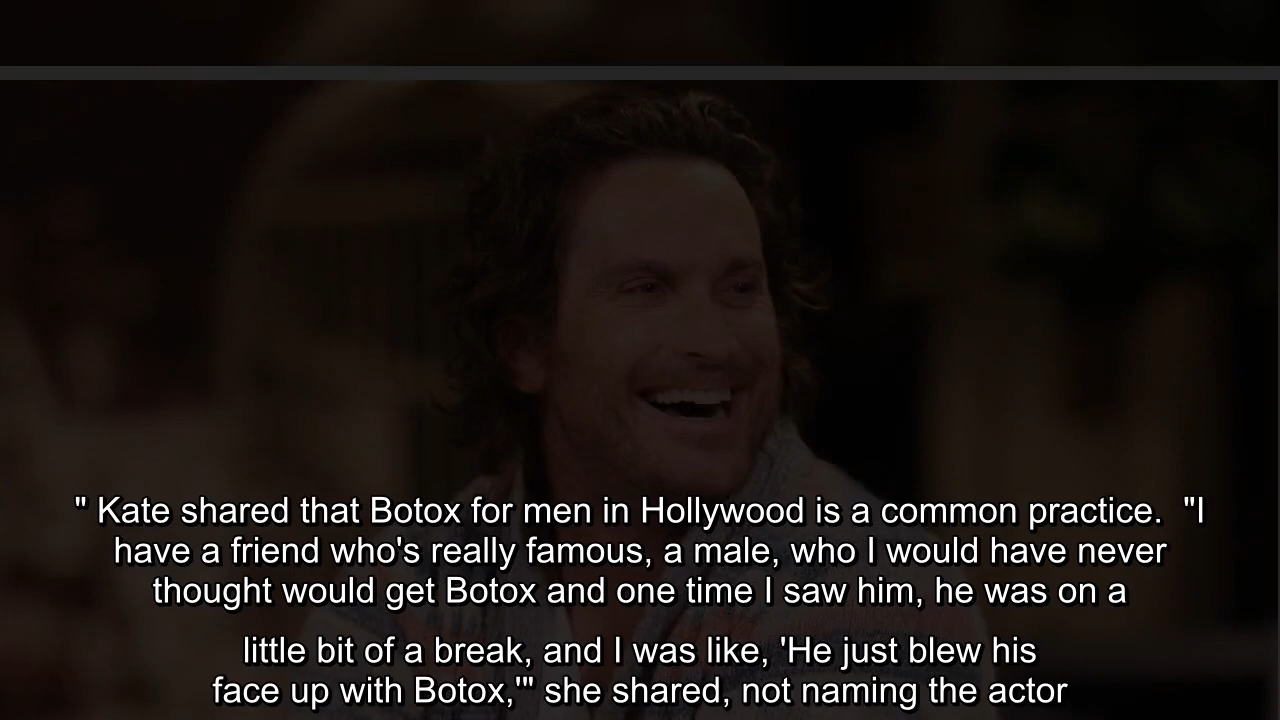 " Kate shared that Botox for men in Hollywood is a common practice.  "I
have a friend who's really famous, a male, who I would have never
thought would get Botox and one time I saw him, he was on a
little bit of a break, and I was like, 'He just blew his
face up with Botox,'" she shared, not naming the actor